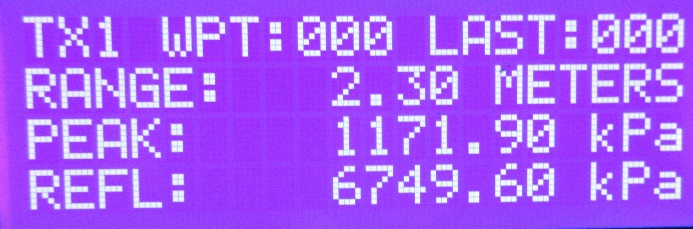 TX1 WPT:000 LAST:000
RANGE: 2.30 METERS
PEAK: 1171.90 kPa
REFL: 6749.60 kPa